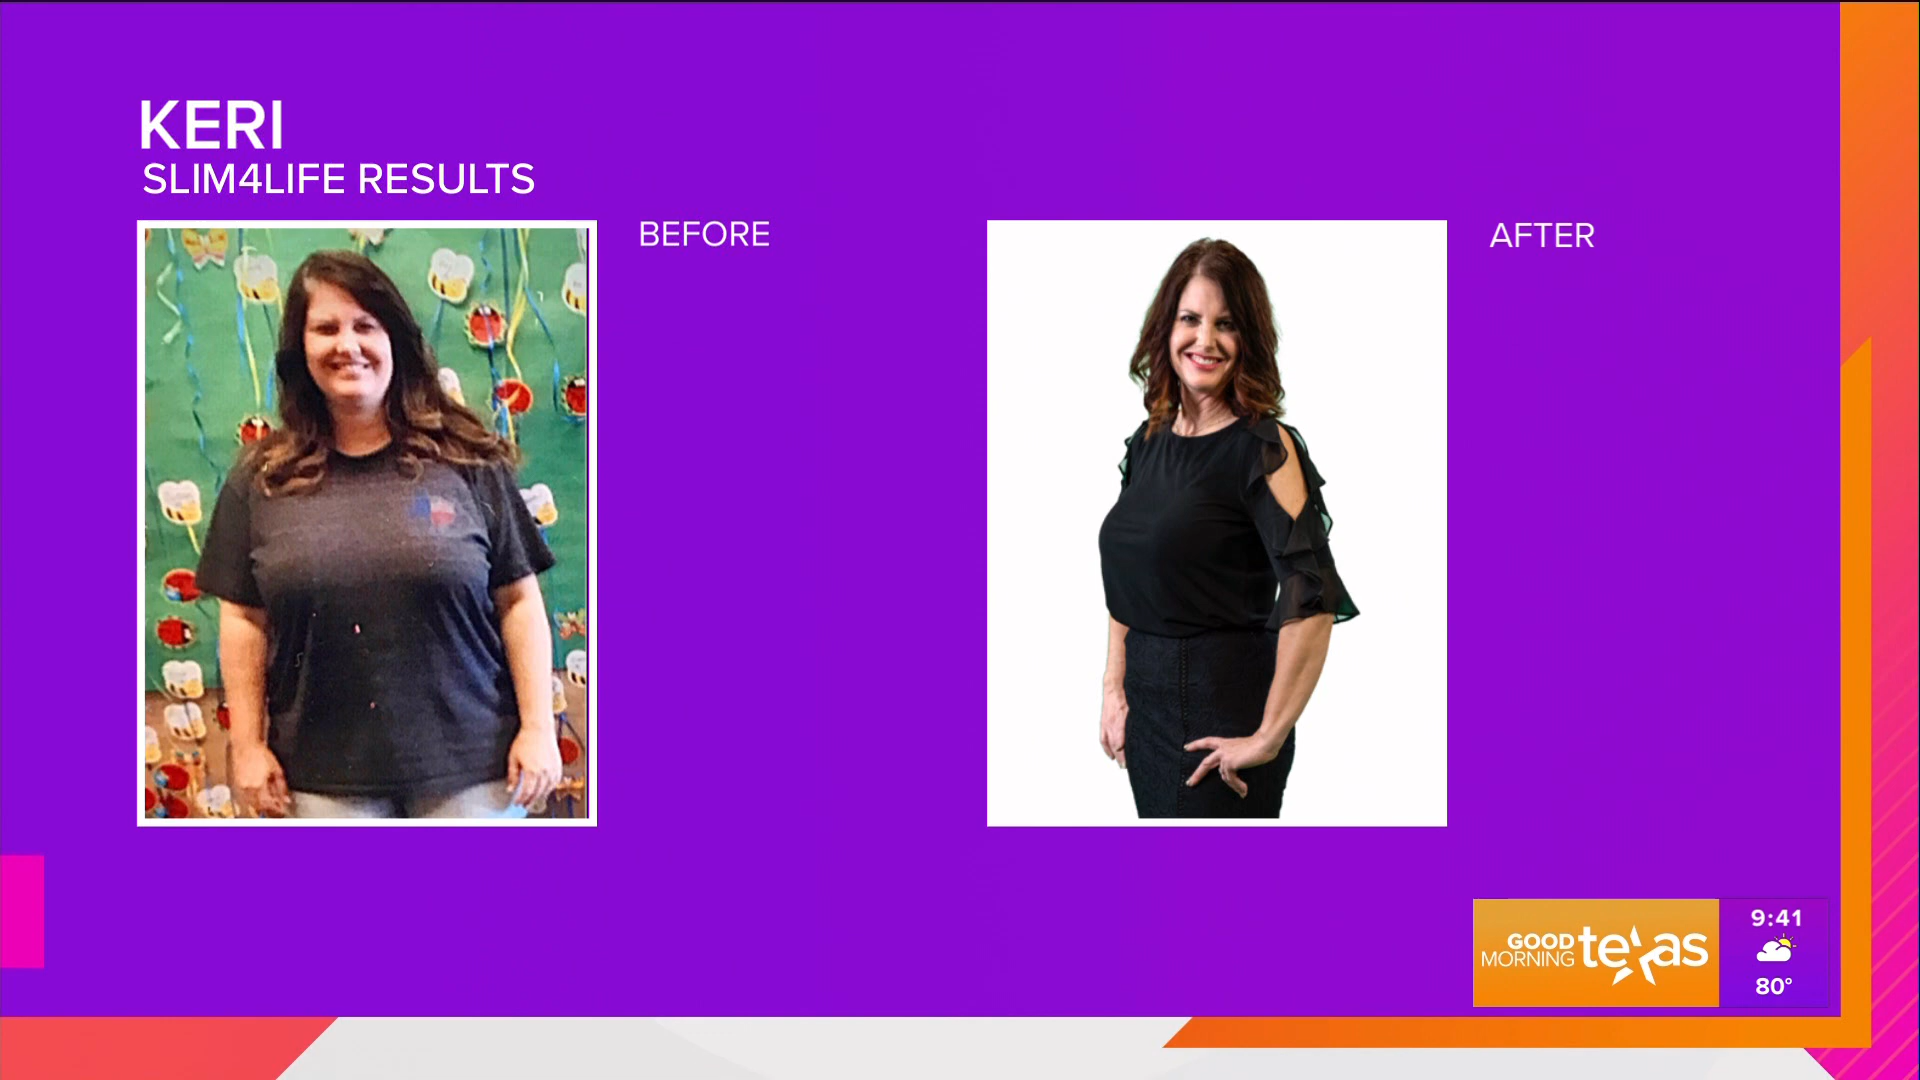 KERI
SLIM4LIFE RESULTS
BEFORE
AFTER
GOOD
MORNING
texas
9:41
80°